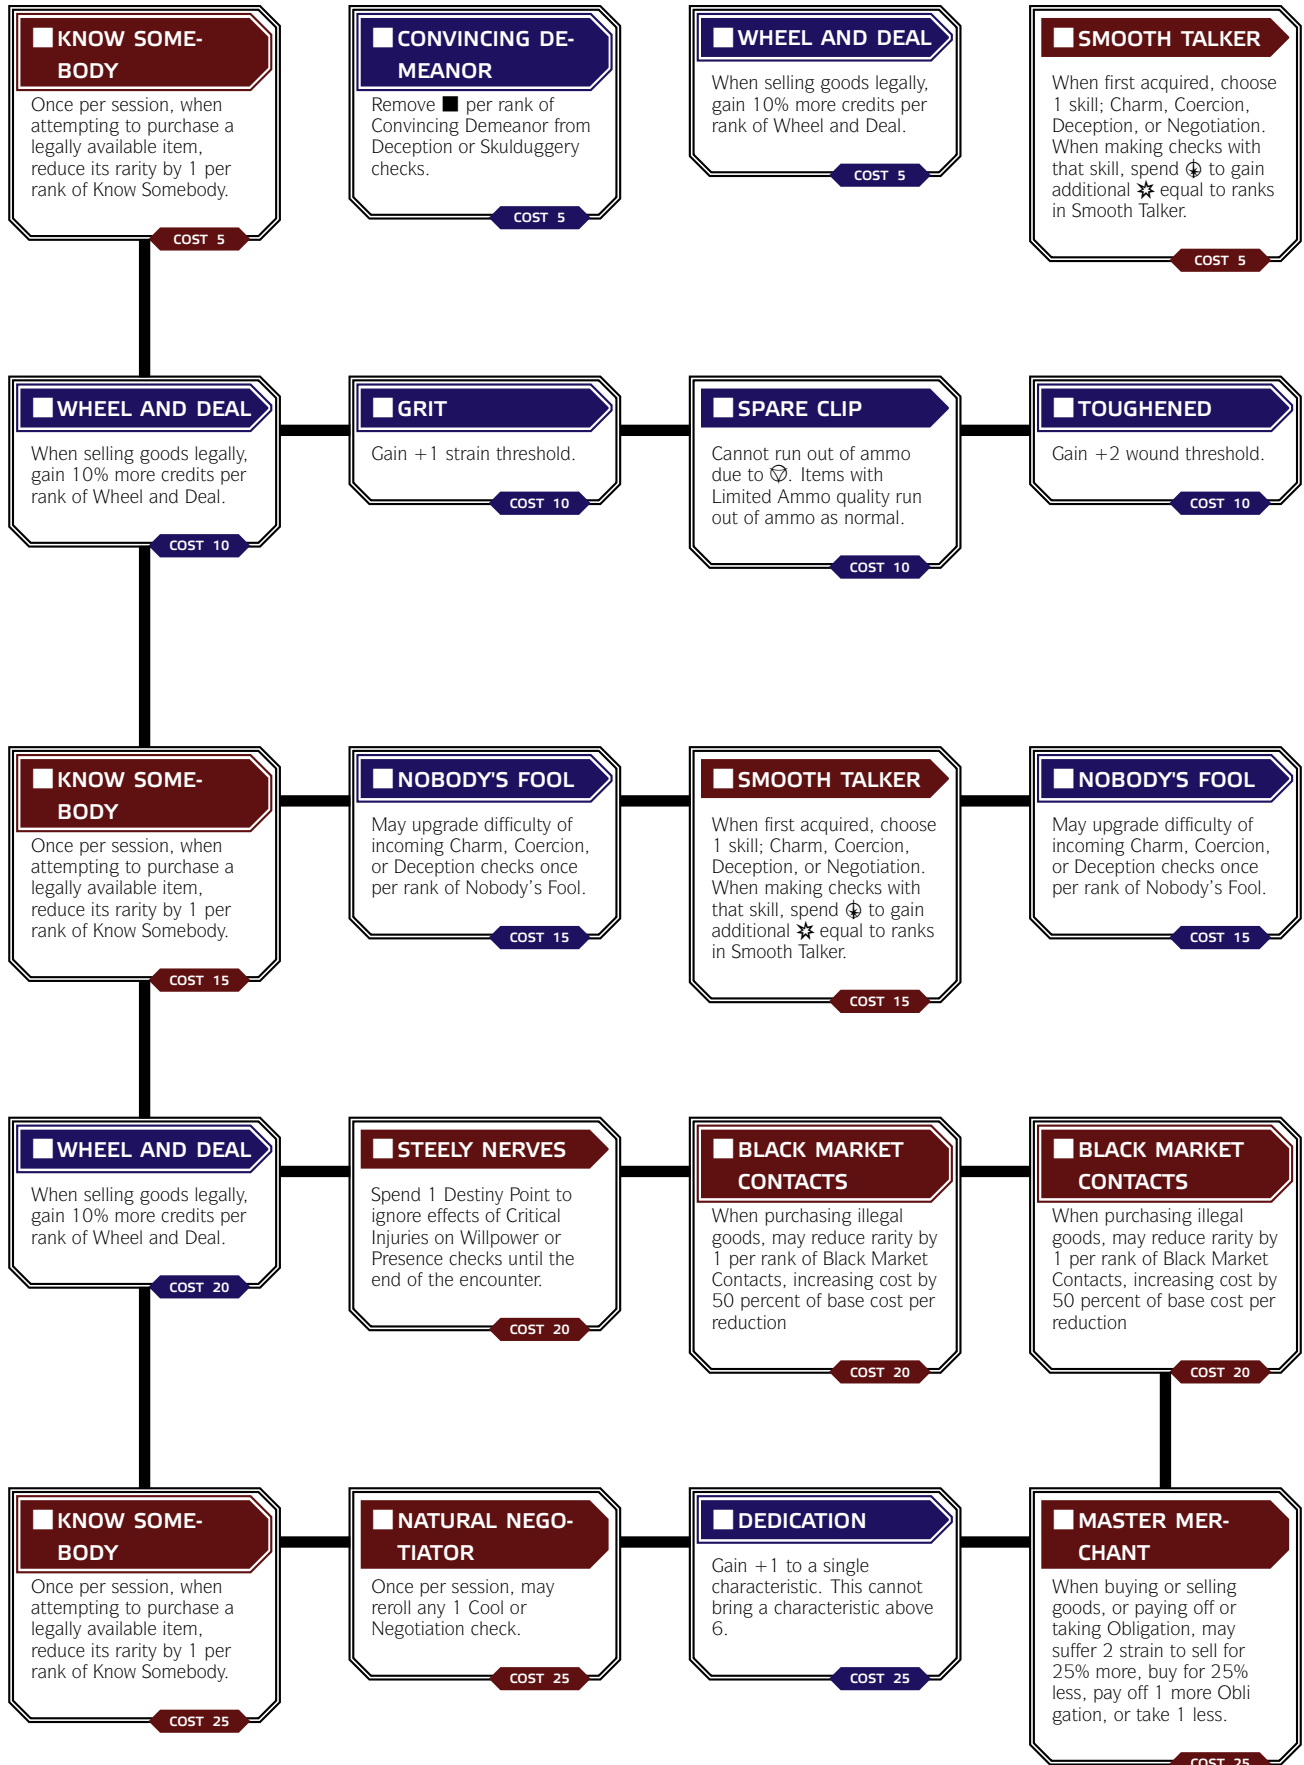 KNOW SOME-
BODY
Once per session, when
attempting to purchase a
legally available item,
reduce its rarity by 1 per
rank of Know Somebody.
COST 5
CONVINCING DE-
MEANOR
Remove ■ per rank of
Convincing Demeanor from
Deception or Skulduggery
checks.
COST 5
WHEEL AND DEAL
When selling goods legally,
gain 10% more credits per
rank of Wheel and Deal.
COST 5
SMOOTH TALKER
When first acquired, choose
1 skill; Charm, Coercion,
Deception, or Negotiation.
When making checks with
that skill, spend to gain
additional equal to ranks
in Smooth Talker.
COST 5
WHEEL AND DEAL
When selling goods legally,
gain 10% more credits per
rank of Wheel and Deal.
COST 10
GRIT
Gain +1 strain threshold.
COST 10
SPARE CLIP
Cannot run out of ammo
due to . Items with
Limited Ammo quality run
out of ammo as normal.
COST 10
TOUGHENED
Gain +2 wound threshold.
COST 10
KNOW SOME-
BODY
Once per session, when
attempting to purchase a
legally available item,
reduce its rarity by 1 per
rank of Know Somebody.
COST 15
NOBODY'S FOOL
May upgrade difficulty of
incoming Charm, Coercion,
or Deception checks once
per rank of Nobody's Fool.
COST 15
SMOOTH TALKER
When first acquired, choose
1 skill; Charm, Coercion,
Deception, or Negotiation.
When making checks with
that skill, spend to gain
additional equal to ranks
in Smooth Talker.
COST 15
NOBODY'S FOOL
May upgrade difficulty of
incoming Charm, Coercion,
or Deception checks once
per rank of Nobody's Fool.
COST 15
WHEEL AND DEAL
When selling goods legally,
gain 10% more credits per
rank of Wheel and Deal.
COST 20
STEELY NERVES
Spend 1 Destiny Point to
ignore effects of Critical
Injuries on Willpower or
Presence checks until the
end of the encounter.
COST 20
BLACK MARKET
CONTACTS
When purchasing illegal
goods, may reduce rarity by
1 per rank of Black Market
Contacts, increasing cost by
50 percent of base cost per
reduction
COST 20
BLACK MARKET
CONTACTS
When purchasing illegal
goods, may reduce rarity by
1 per rank of Black Market
Contacts, increasing cost by
50 percent of base cost per
reduction
COST 20
KNOW SOME-
BODY
Once per session, when
attempting to purchase a
legally available item,
reduce its rarity by 1 per
rank of Know Somebody.
COST 25
NATURAL NEGO-
TIATOR
Once per session, may
reroll any 1 Cool or
Negotiation check.
COST 25
DEDICATION
Gain +1 to a single
characteristic. This cannot
bring a characteristic above
6.
COST 25
MASTER MER-
CHANT
When buying or selling
goods, or paying off or
taking Obligation, may
suffer 2 strain to sell for
25% more, buy for 25%
less, pay off 1 more Obli
gation, or take 1 less.
COST 25